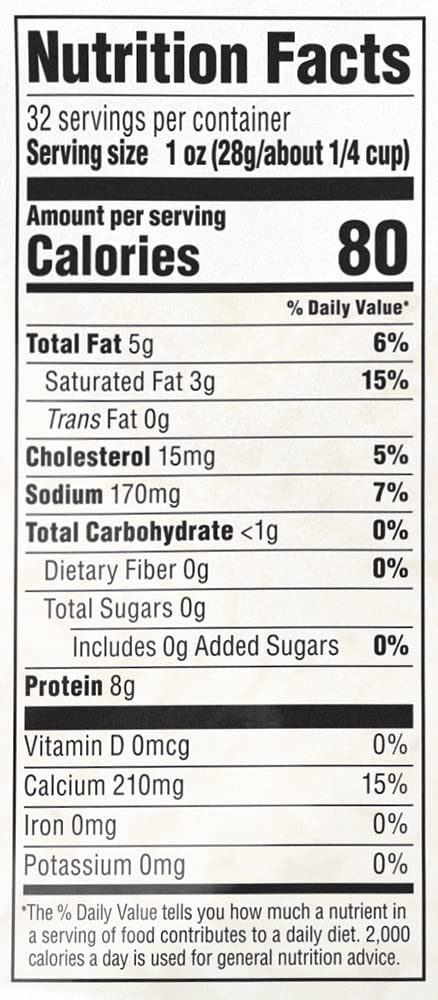 Nutrition Facts
32 servings per container
Serving size 1 oz (28g/about 1/4 cup)
Amount per serving
Calories 80
% Daily Value*
Total Fat 5g 6%
Saturated Fat 3g 15%
Trans Fat 0g
Cholesterol 15mg 5%
Sodium 170mg 7%
Total Carbohydrate <1g 0%
Dietary Fiber 0g 0%
Total Sugars 0g
Includes 0g Added Sugars 0%
Protein 8g
Vitamin D 0mcg 0%
Calcium 210mg 15%
Iron 0mg 0%
Potassium 0mg 0%
*The % Daily Value tells you how much a nutrient in
a serving of food contributes to a daily diet. 2,000
calories a day is used for general nutrition advice.